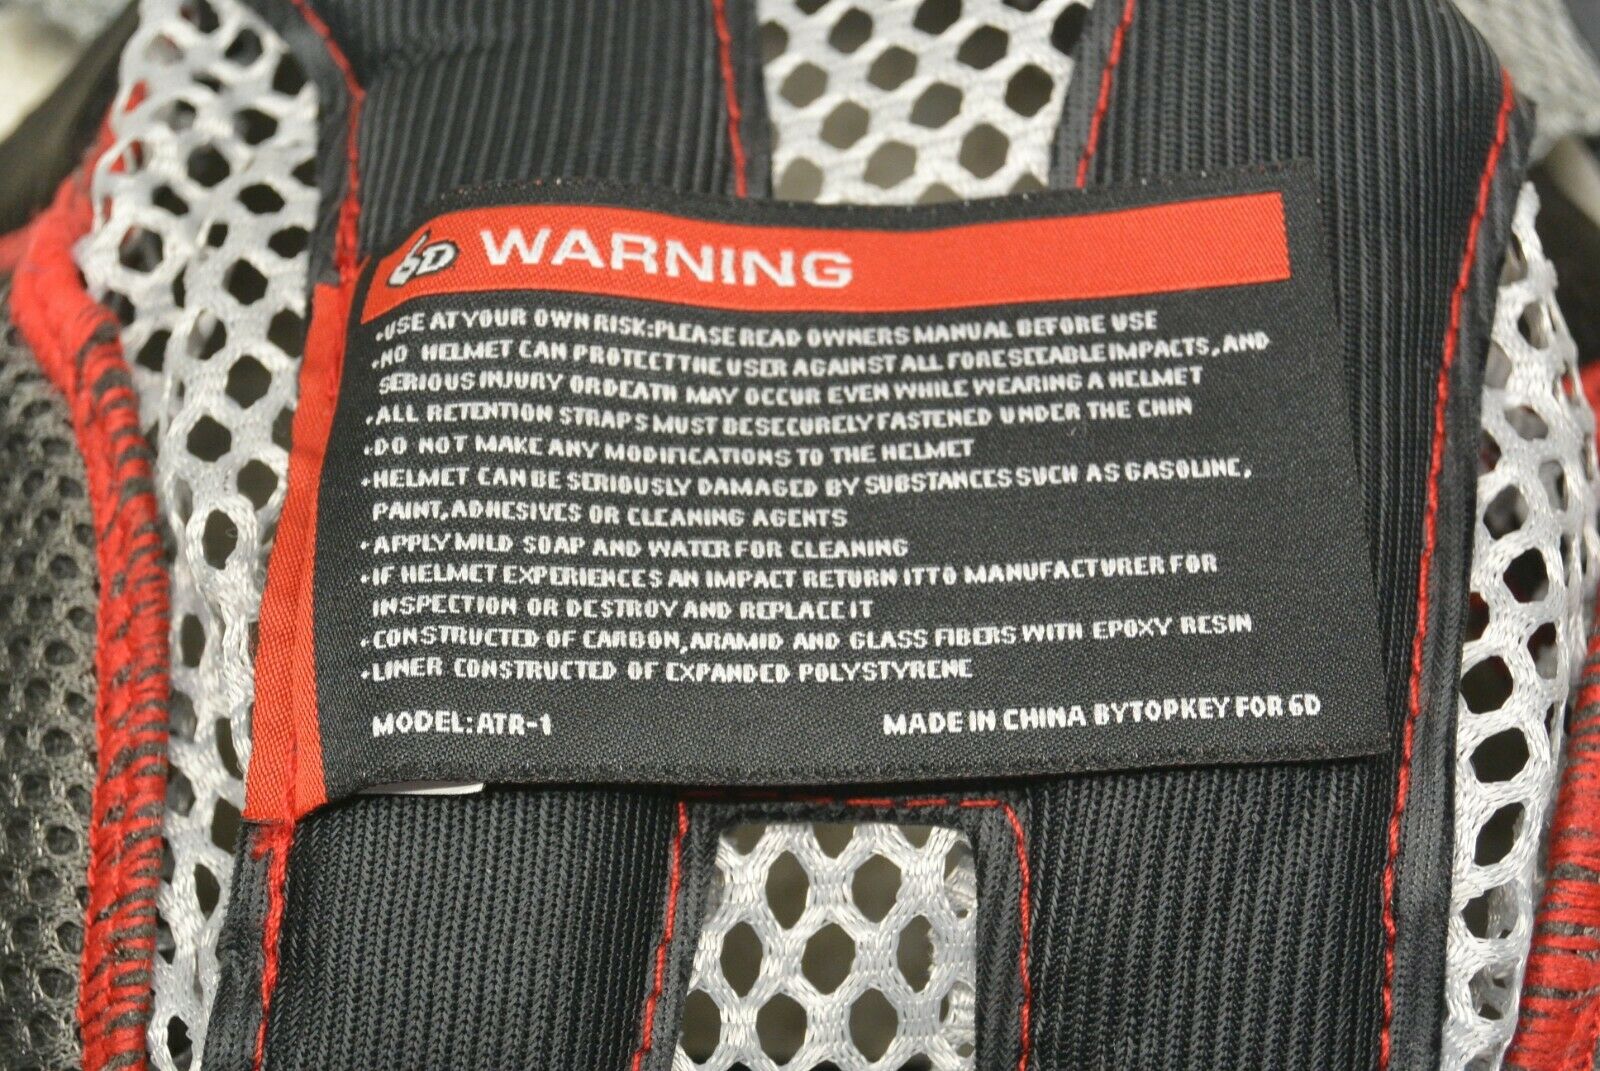 6D WARNING
•USE AT YOUR OWN RISK:PLEASE READ OWNERS MANUAL BEFORE USE
•NO HELMET CAN PROTECT THE USER AGAINST ALL FORESEEABLE IMPACTS, AND
SERIOUS INJURY OR DEATH MAY OCCUR EVEN WHILE WEARING A HELMET
•ALL RETENTION STRAPS MUST BE SECURELY FASTENED UNDER THE CHIN
•DO NOT MAKE ANY MODIFICATIONS TO THE HELMET
•HELMET CAN BE SERIOUSLY DAMAGED BY SUBSTANCES SUCH AS GASOLINE,
PAINT, ADHESIVES OR CLEANING AGENTS
•APPLY MILD SOAP AND WATER FOR CLEANING
•IF HELMET EXPERIENCES AN IMPACT RETURN IT TO MANUFACTURER FOR
INSPECTION OR DESTROY AND REPLACE IT
•CONSTRUCTED OF CARBON, ARAMID AND GLASS FIBERS WITH EPOXY RESIN
•LINER CONSTRUCTED OF EXPANDED POLYSTYRENE
MODEL: ATR-1 MADE IN CHINA BY TOPKEY FOR 6D